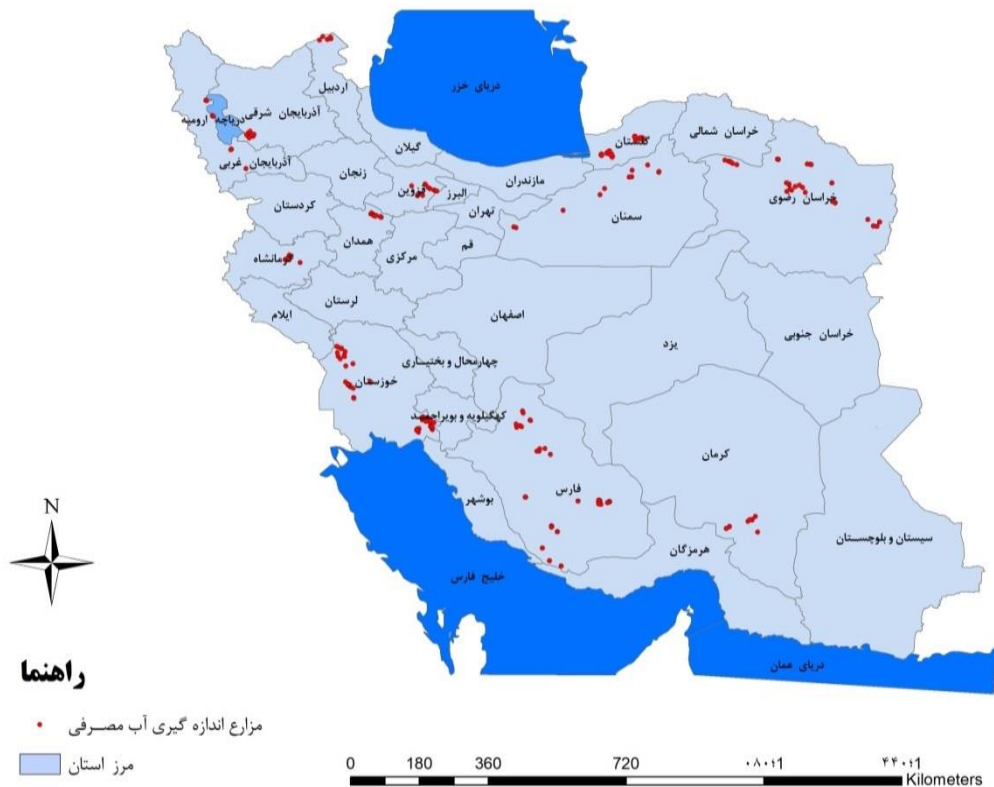 دریای خزر
اردبیل
آذربایجان شرقی
دریاچه ارومیه
آذربایجان غربی
گیلان
زنجان
کردستان
قزوین
البرز
مازندران
گلستان
خراسان شمالی
خراسان رضوی
تهران
سمنان
همدان
قم
مرکزی
کرمانشاه
لرستان
ایلام
اصفهان
یزد
خراسان جنوبی
چهارمحال و بختیاری
خوزستان
کهگیلویه و بویراحمد
کرمان
فارس
بوشهر
هرمزگان
سیستان و بلوچستان
خلیج فارس
دریای عمان
N
راهنما
مزارع اندازه گیری آب مصرفی
مرز استان
0 180 360 720 ۰۸۰۱۰ ۴۴۰۱۰
Kilometers